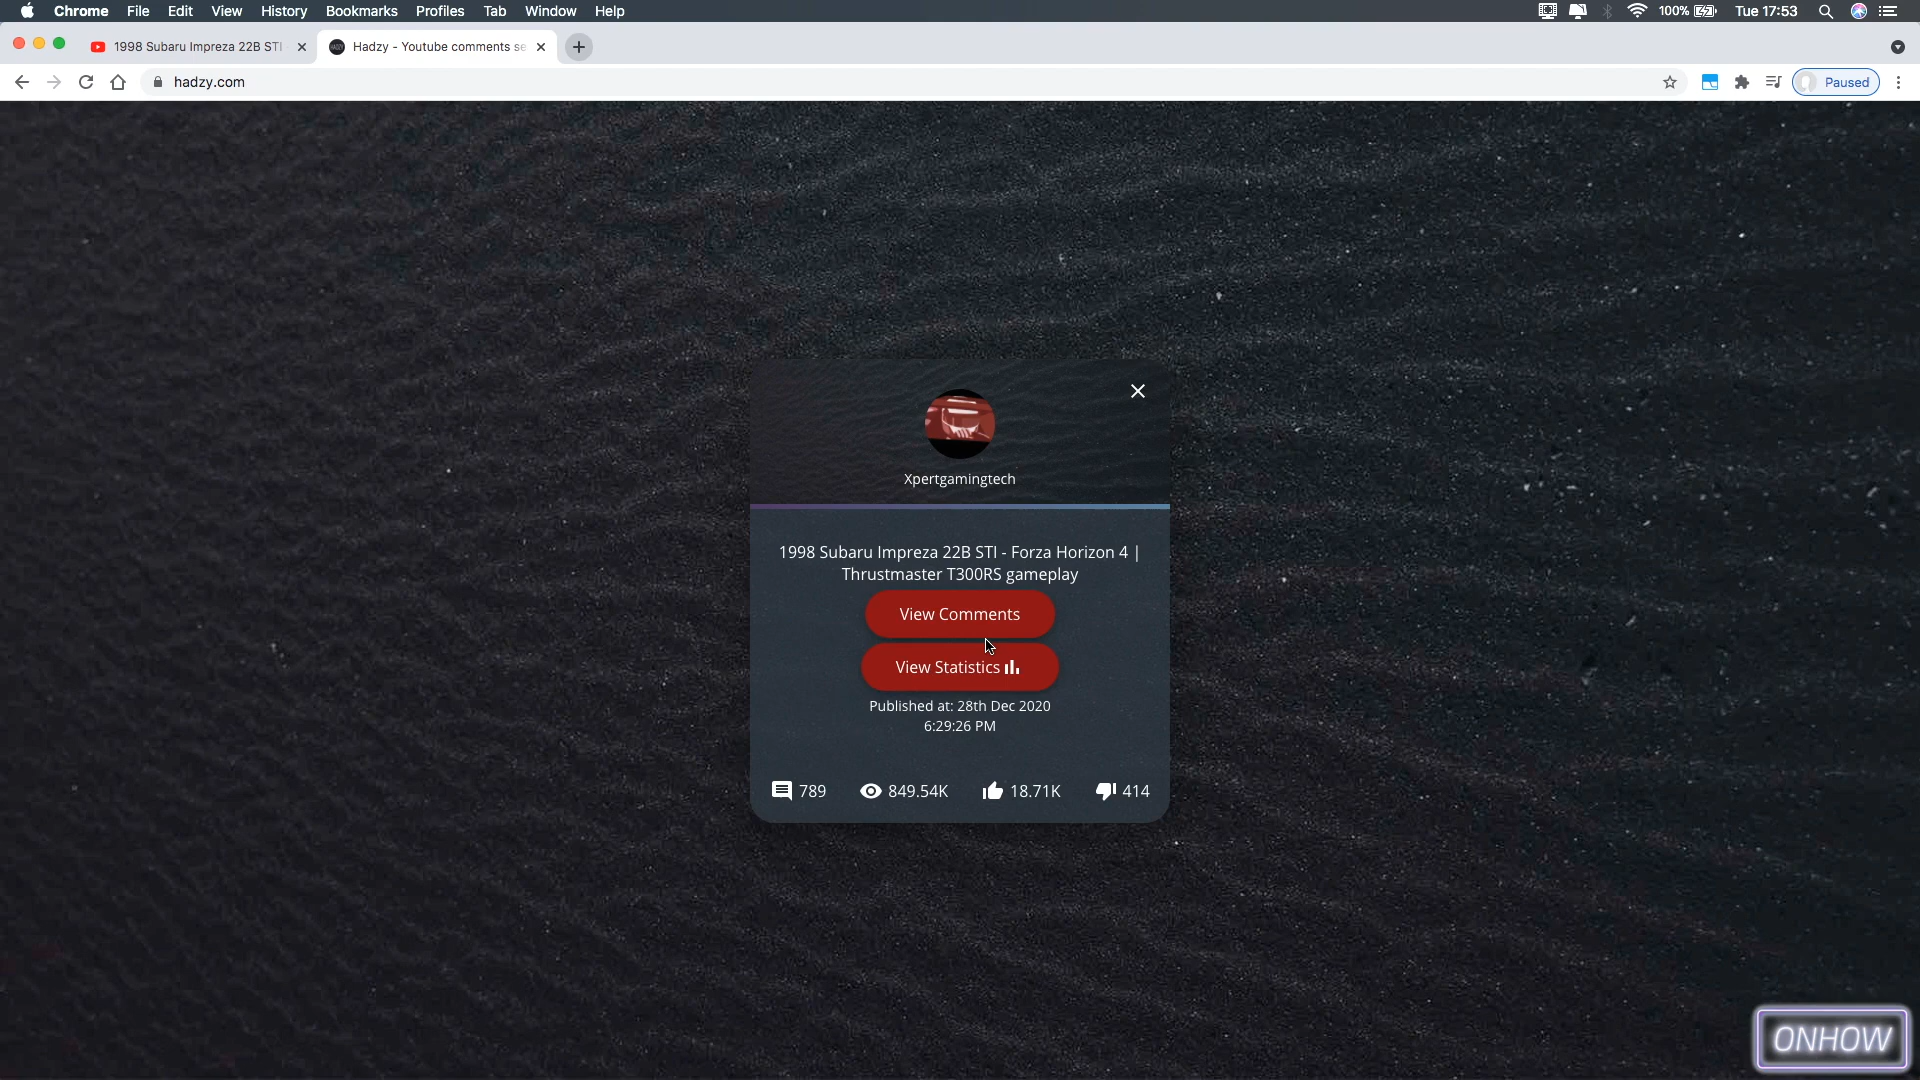 Chrome File Edit View History Bookmarks Profiles Tab Window Help 100% Tue 17:53
1998 Subaru Impreza 22B STI Hadzy - Youtube comments se
hadzy.com Paused
Xpertgamingtech
1998 Subaru Impreza 22B STI - Forza Horizon 4 |
Thrustmaster T300RS gameplay
View Comments
View Statistics
Published at: 28th Dec 2020
6:29:26 PM
789 849.54K 18.71K 414
ONHOW